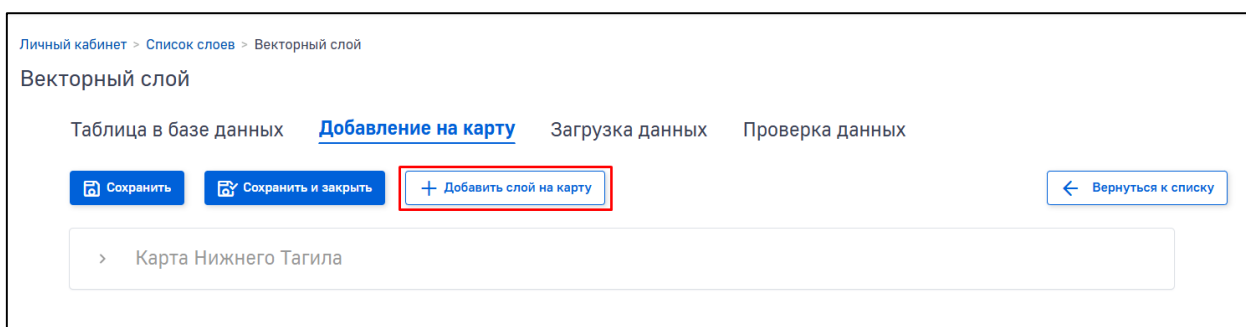 Личный кабинет > Список слоев > Векторный слой
Векторный слой
Таблица в базе данных Добавление на карту Загрузка данных Проверка данных
Сохранить Сохранить и закрыть + Добавить слой на карту ← Вернуться к списку
> Карта Нижнего Тагила